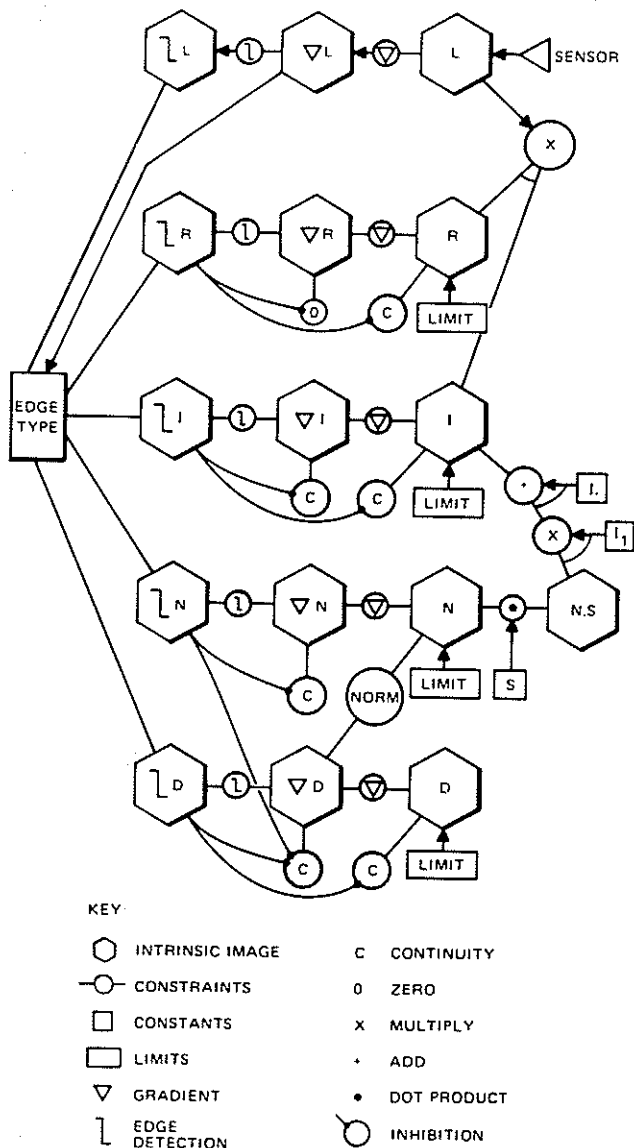 L ∇L L SENSOR
X
R ∇R R
0 C LIMIT
EDGE TYPE
I ∇I I
C C LIMIT + I.
X I₁
N ∇N N N.S
C LIMIT S
NORM
D ∇D D
C C LIMIT
KEY
INTRINSIC IMAGE
CONSTRAINTS
CONSTANTS
LIMITS
GRADIENT
EDGE
DETECTION
C CONTINUITY
0 ZERO
X MULTIPLY
+ ADD
• DOT PRODUCT
INHIBITION